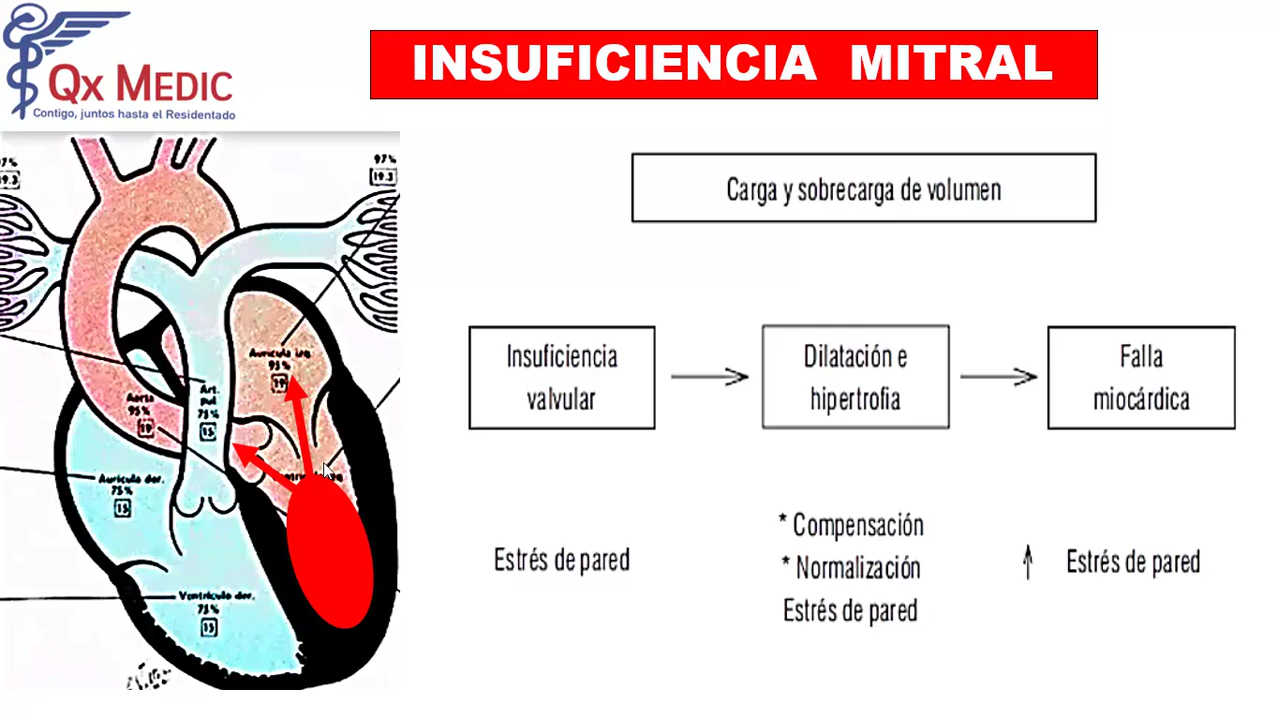 Qx MEDIC
Contigo, juntos hasta el Residentado
INSUFICIENCIA MITRAL
Carga y sobrecarga de volumen
Insuficiencia
valvular
Dilatación e
hipertrofia
Falla
miocárdica
Estrés de pared
* Compensación
* Normalización
Estrés de pared
Estrés de pared
97%
19.3
Aurícula izq.
95%
19
Art.
pul.
75%
15
Aorta
95%
19
Aurícula der.
75%
15
Ventrículo der.
75%
15